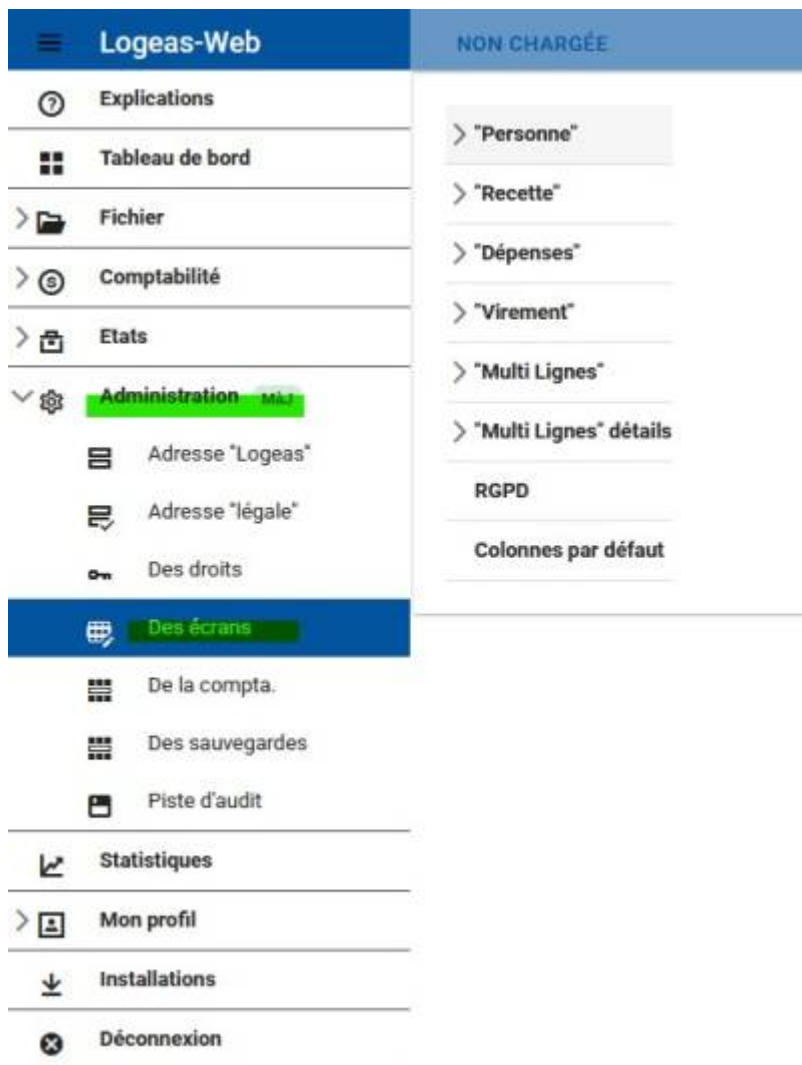 Logeas-Web
Explications
Tableau de bord
Fichier
Comptabilité
Etats
Administration MàJ
Adresse "Logeas"
Adresse "légale"
Des droits
Des écrans
De la compta.
Des sauvegardes
Piste d'audit
Statistiques
Mon profil
Installations
Déconnexion
NON CHARGÉE
"Personne"
"Recette"
"Dépenses"
"Virement"
"Multi Lignes"
"Multi Lignes" détails
RGPD
Colonnes par défaut